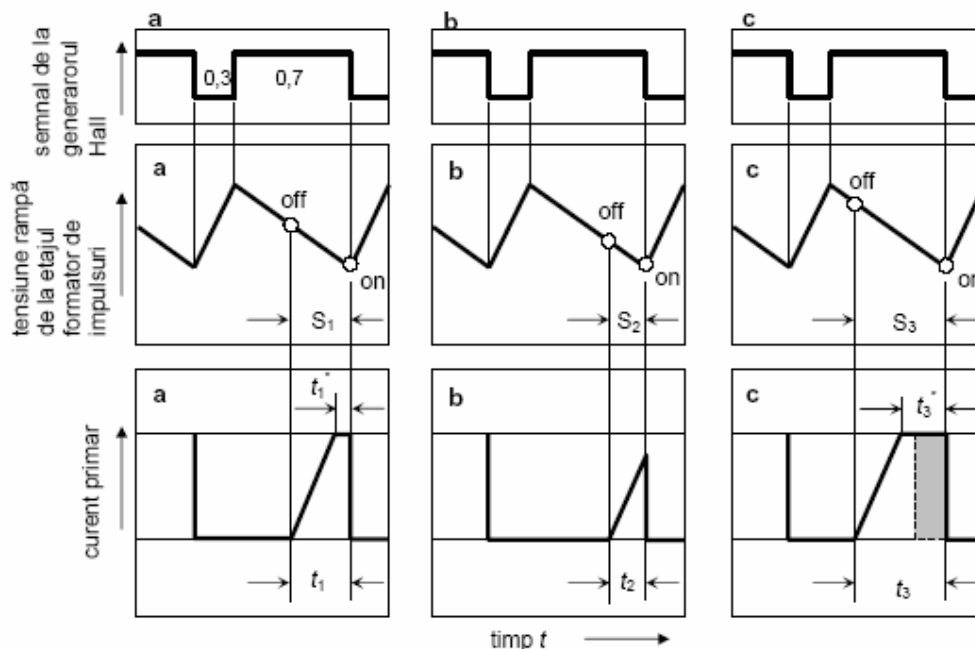 a
b
c
semnal de la
generarorul
Hall
0,3
0,7
tensiune rampă
de la etajul
formator de
impulsuri
a
off
on
S1
b
off
on
S2
c
off
on
S3
curent primar
a
t1*
t1
b
t2
c
t3*
t3
timp t